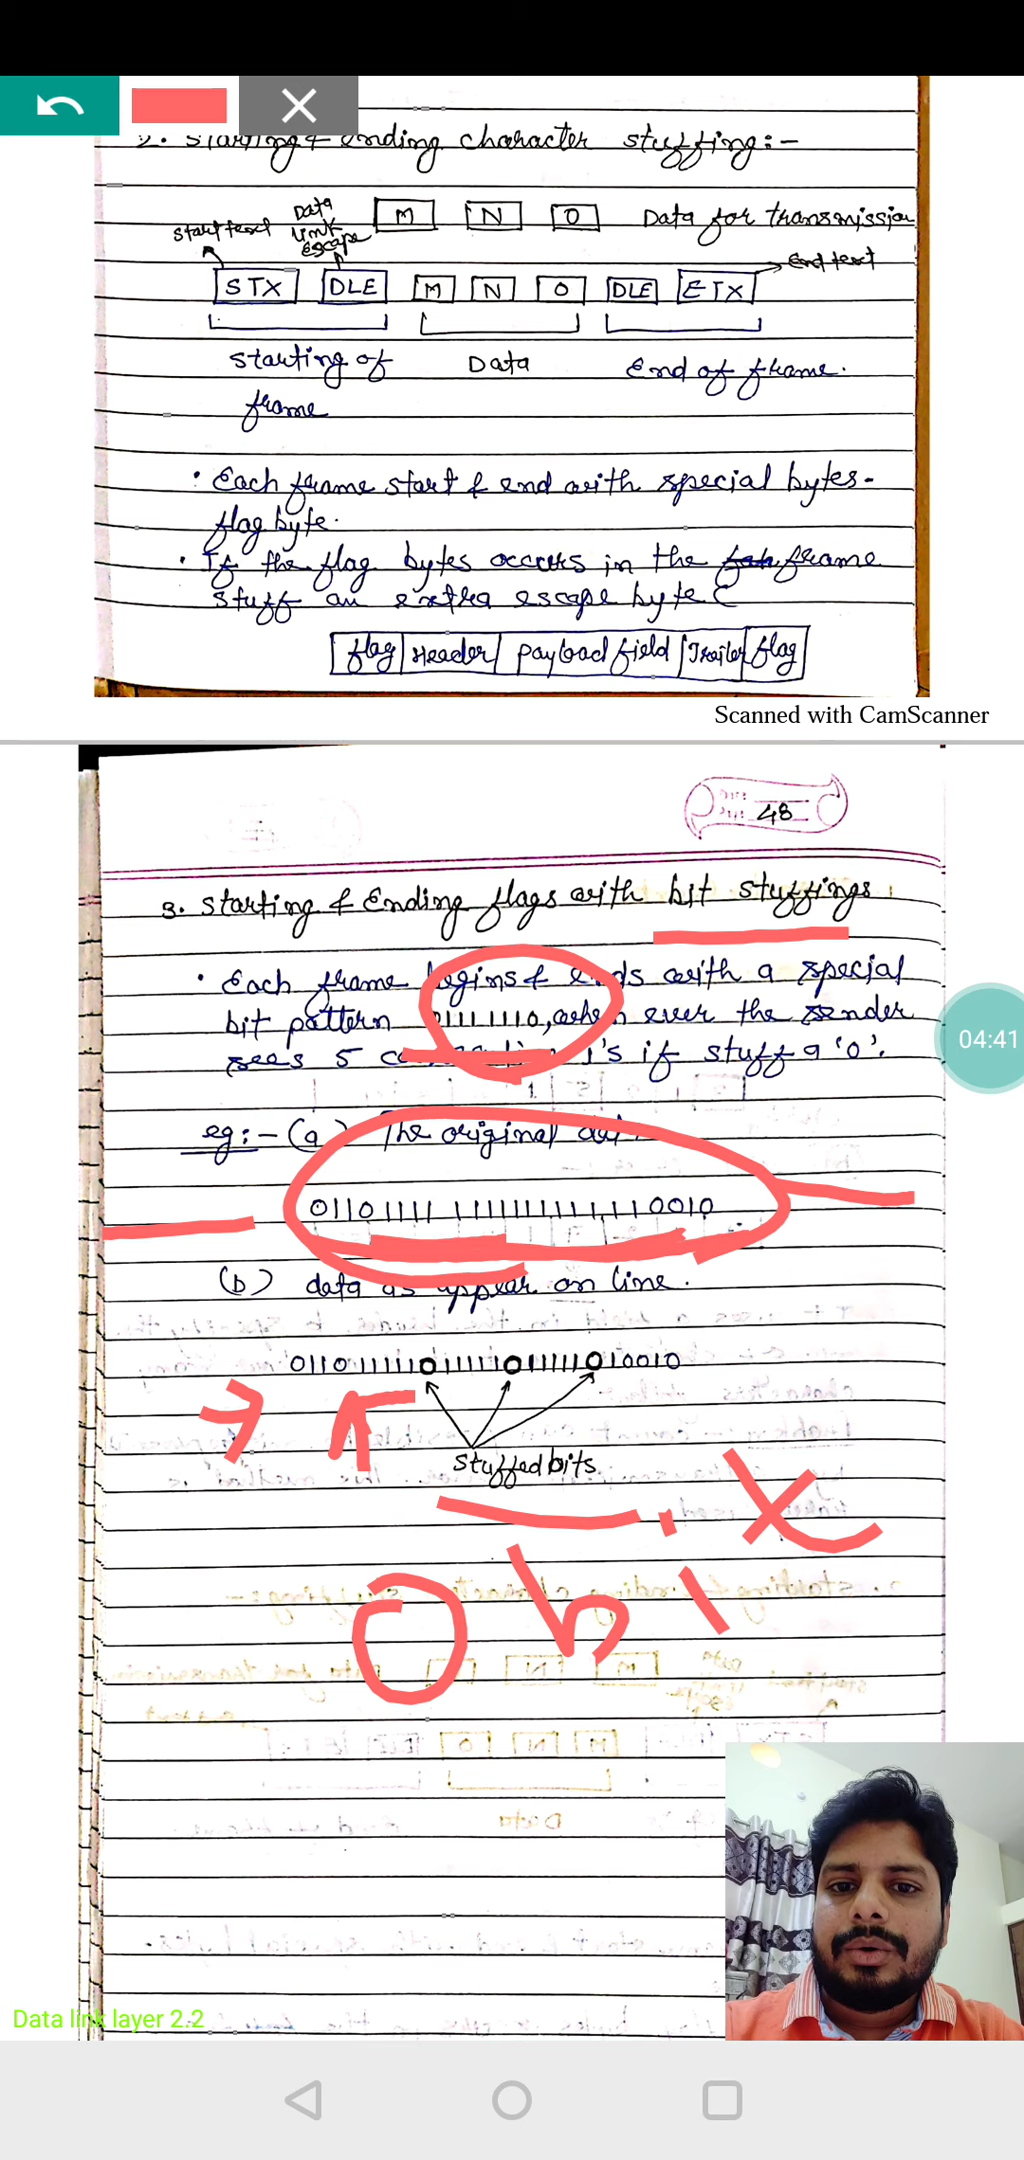 2. Starting & ending character stuffing:-
M N O Data for transmission
Start text Data link escape
End text
STX DLE M N O DLE ETX
Starting of frame Data End of frame.
• Each frame start & end with special bytes-
flag byte.
• If the flag bytes occurs in the frame
stuff an extra escape byte (
flag Header payload field Trailer flag
Scanned with CamScanner
48
3. Starting & Ending flags with bit stuffings
• Each frame begins & ends with a special
bit pattern 01111110, when ever the sender
sees 5 1's if stuff a '0'.
04:41
eg:- (a) The original
(b) data as appear on line.
011011111011111011111010010
Stuffed bits
0 bit
Data link layer 2.2